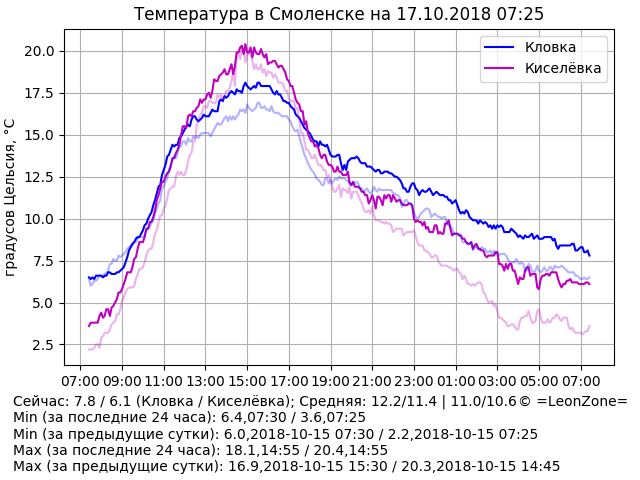 Температура в Смоленске на 17.10.2018 07:25
Кловка
Киселёвка
градусов Цельсия, °C
20.0
17.5
15.0
12.5
10.0
7.5
5.0
2.5
07:00 09:00 11:00 13:00 15:00 17:00 19:00 21:00 23:00 01:00 03:00 05:00 07:00
Сейчас: 7.8 / 6.1 (Кловка / Киселёвка); Средняя: 12.2/11.4 | 11.0/10.6© =LeonZone=
Min (за последние 24 часа): 6.4,07:30 / 3.6,07:25
Min (за предыдущие сутки): 6.0,2018-10-15 07:30 / 2.2,2018-10-15 07:25
Max (за последние 24 часа): 18.1,14:55 / 20.4,14:55
Max (за предыдущие сутки): 16.9,2018-10-15 15:30 / 20.3,2018-10-15 14:45